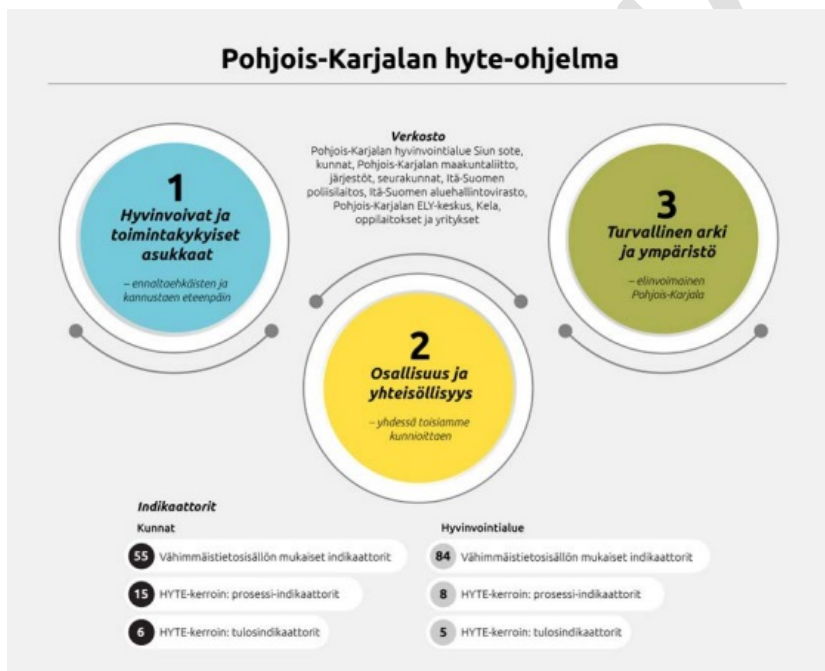 Pohjois-Karjalan hyte-ohjelma
1
Hyvinvoivat ja
toimintakykyiset
asukkaat
– ennaltaehkäisten ja
kannustaen eteenpäin
Verkosto
Pohjois-Karjalan hyvinvointialue Siun sote,
kunnat, Pohjois-Karjalan maakuntaliitto,
järjestöt, seurakunnat, Itä-Suomen
poliisilaitos, Itä-Suomen aluehallintovirasto,
Pohjois-Karjalan ELY-keskus, Kela,
oppilaitokset ja yritykset
3
Turvallinen arki
ja ympäristö
– elinvoimainen
Pohjois-Karjala
2
Osallisuus ja
yhteisöllisyys
– yhdessä toisiamme
kunnioittaen
Indikaattorit
Kunnat
55 Vähimmäistietosisällön mukaiset indikaattorit
15 HYTE-kerroin: prosessi-indikaattorit
6 HYTE-kerroin: tulosindikaattorit
Hyvinvointialue
84 Vähimmäistietosisällön mukaiset indikaattorit
8 HYTE-kerroin: prosessi-indikaattorit
5 HYTE-kerroin: tulosindikaattorit